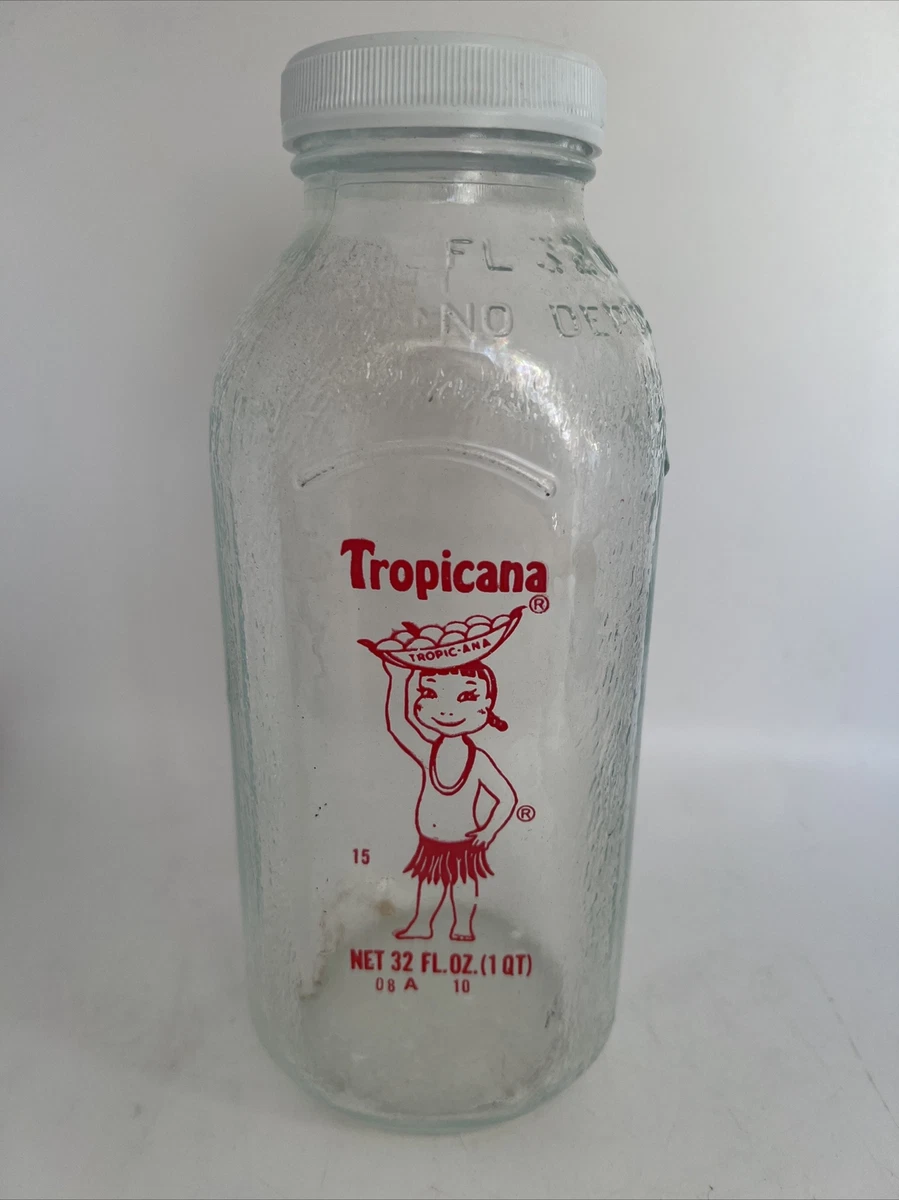 FL 32
NO DEP
Tropicana
®
TROPIC-ANA
®
15
NET 32 FL.OZ.(1 QT)
08 A 10